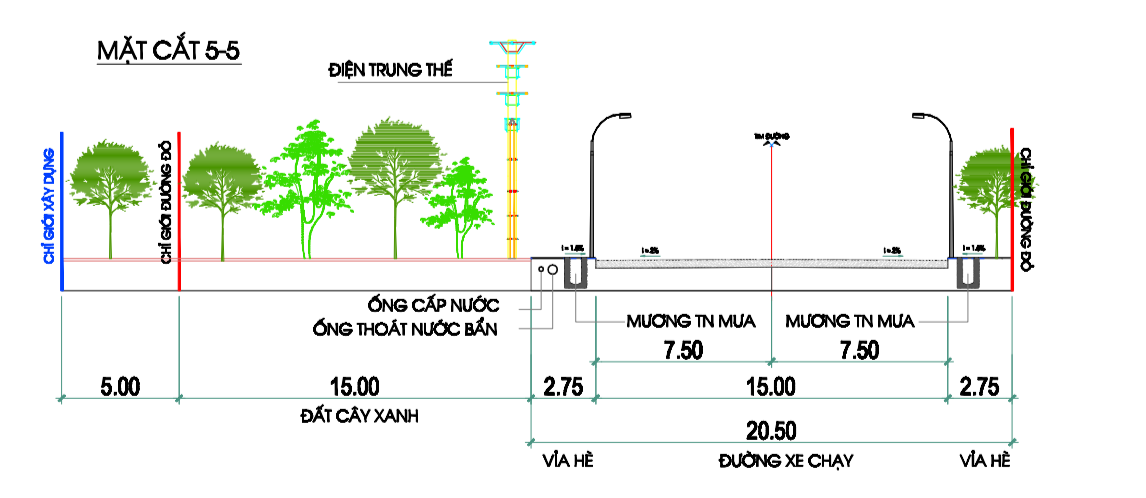 MẶT CẮT 5-5
ĐIỆN TRUNG THẾ
TIM ĐƯỜNG
CHỈ GIỚI XÂY DỰNG
CHỈ GIỚI ĐƯỜNG ĐỎ
CHỈ GIỚI ĐƯỜNG ĐỎ
i = 1.5%
i = 2%
i = 2%
i = 1.5%
ỐNG CẤP NƯỚC
ỐNG THOÁT NƯỚC BẨN
MƯƠNG TN MƯA
MƯƠNG TN MƯA
7.50
7.50
5.00
15.00
2.75
15.00
2.75
ĐẤT CÂY XANH
20.50
VỈA HÈ
ĐƯỜNG XE CHẠY
VỈA HÈ